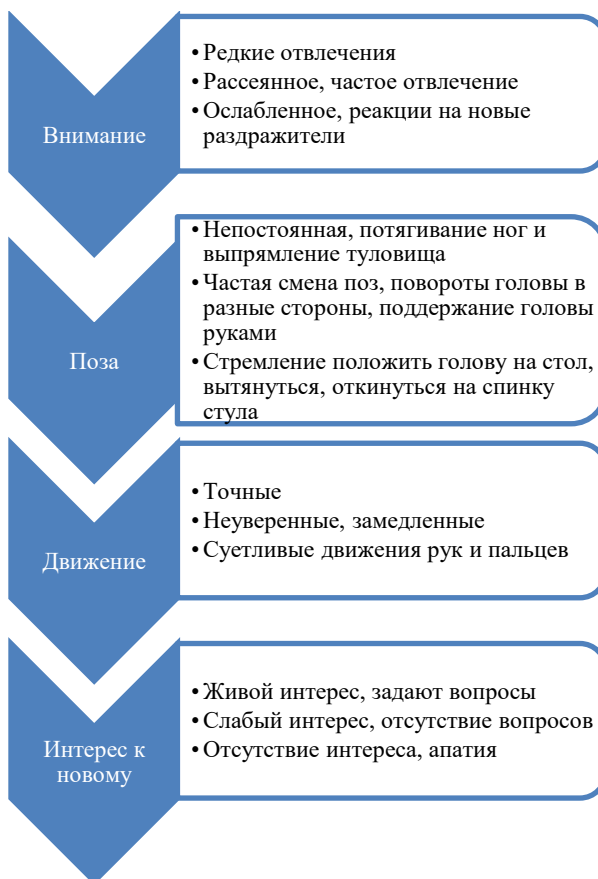 Внимание
• Редкие отвлечения
• Рассеянное, частое отвлечение
• Ослабленное, реакции на новые
раздражители
Поза
• Непостоянная, потягивание ног и
выпрямление туловища
• Частая смена поз, повороты головы в
разные стороны, поддержание головы
руками
• Стремление положить голову на стол,
вытянуться, откинуться на спинку
стула
Движение
• Точные
• Неуверенные, замедленные
• Суетливые движения рук и пальцев
Интерес к
новому
• Живой интерес, задают вопросы
• Слабый интерес, отсутствие вопросов
• Отсутствие интереса, апатия